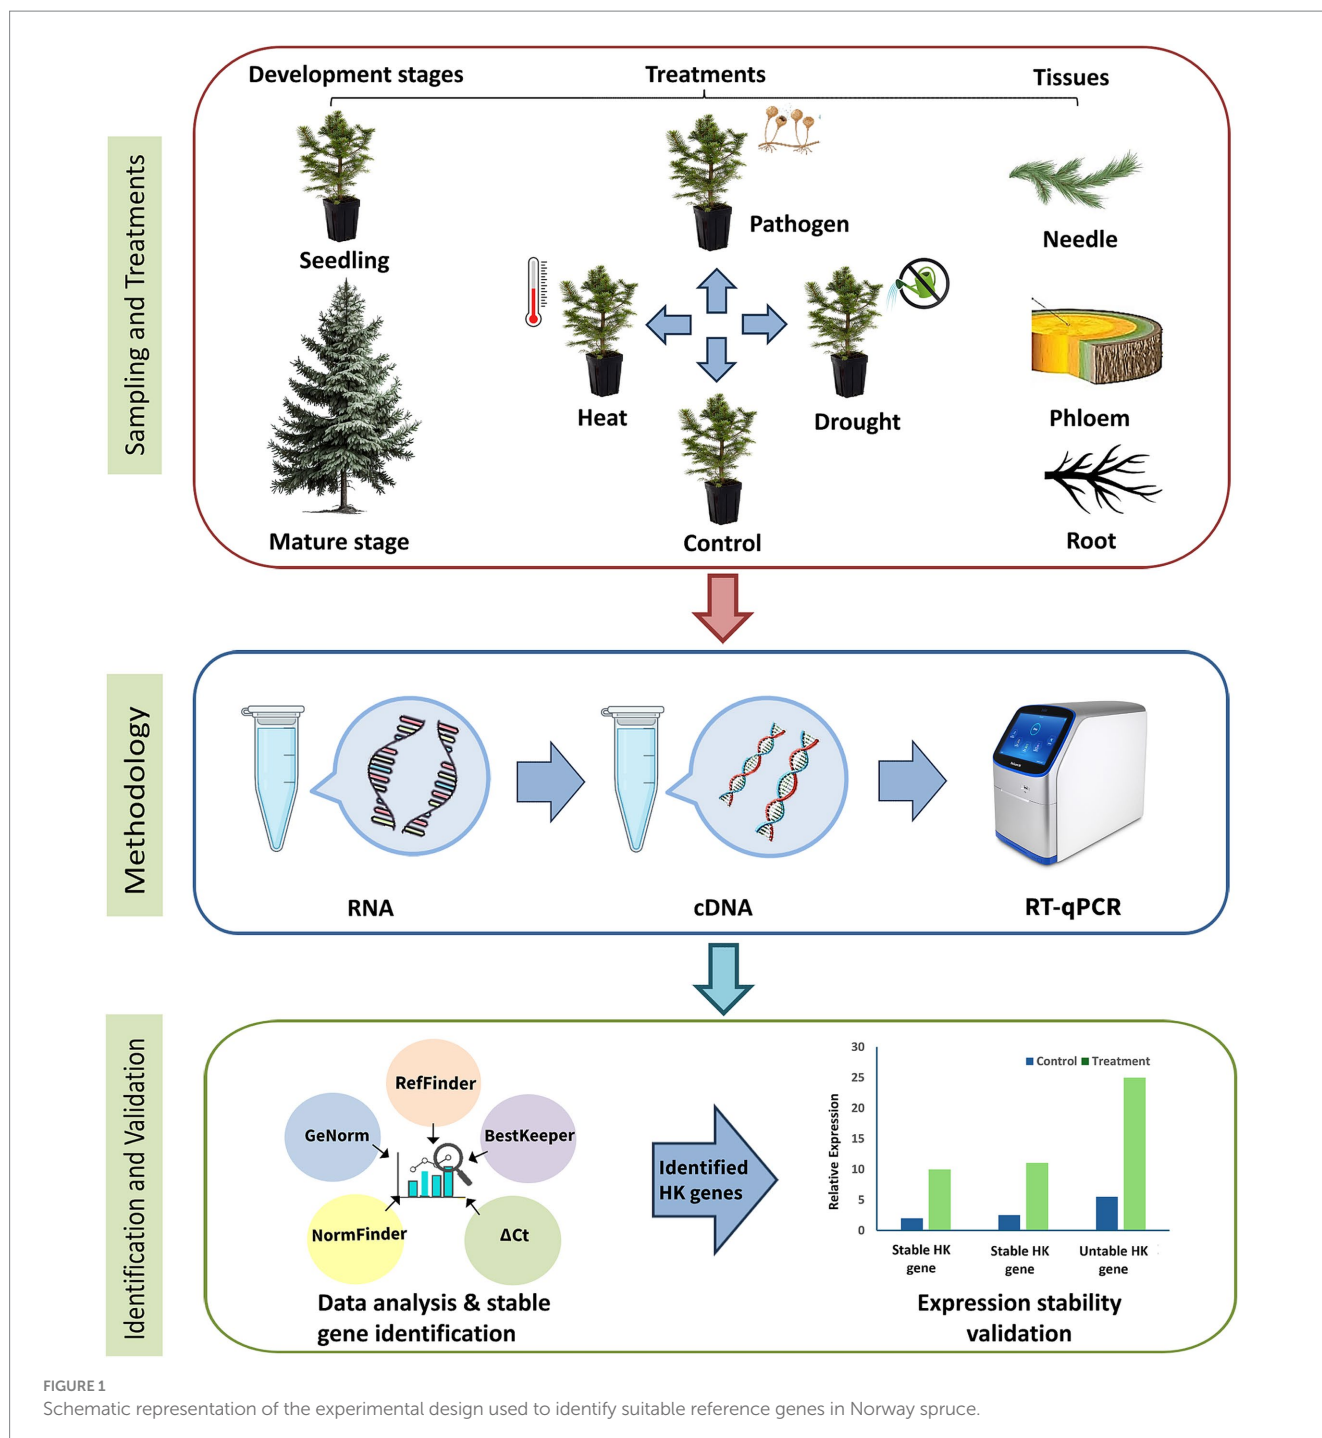 Sampling and Treatments
Development stages
Treatments
Tissues
Seedling
Mature stage
Pathogen
Heat
Drought
Control
Needle
Phloem
Root
Methodology
RNA
cDNA
RT-qPCR
Identification and Validation
RefFinder
GeNorm
BestKeeper
NormFinder
ΔCt
Data analysis & stable
gene identification
Identified
HK genes
Relative Expression
30
25
20
15
10
5
0
Control
Treatment
Stable HK
gene
Stable HK
gene
Untable HK
gene
Expression stability
validation
FIGURE 1
Schematic representation of the experimental design used to identify suitable reference genes in Norway spruce.